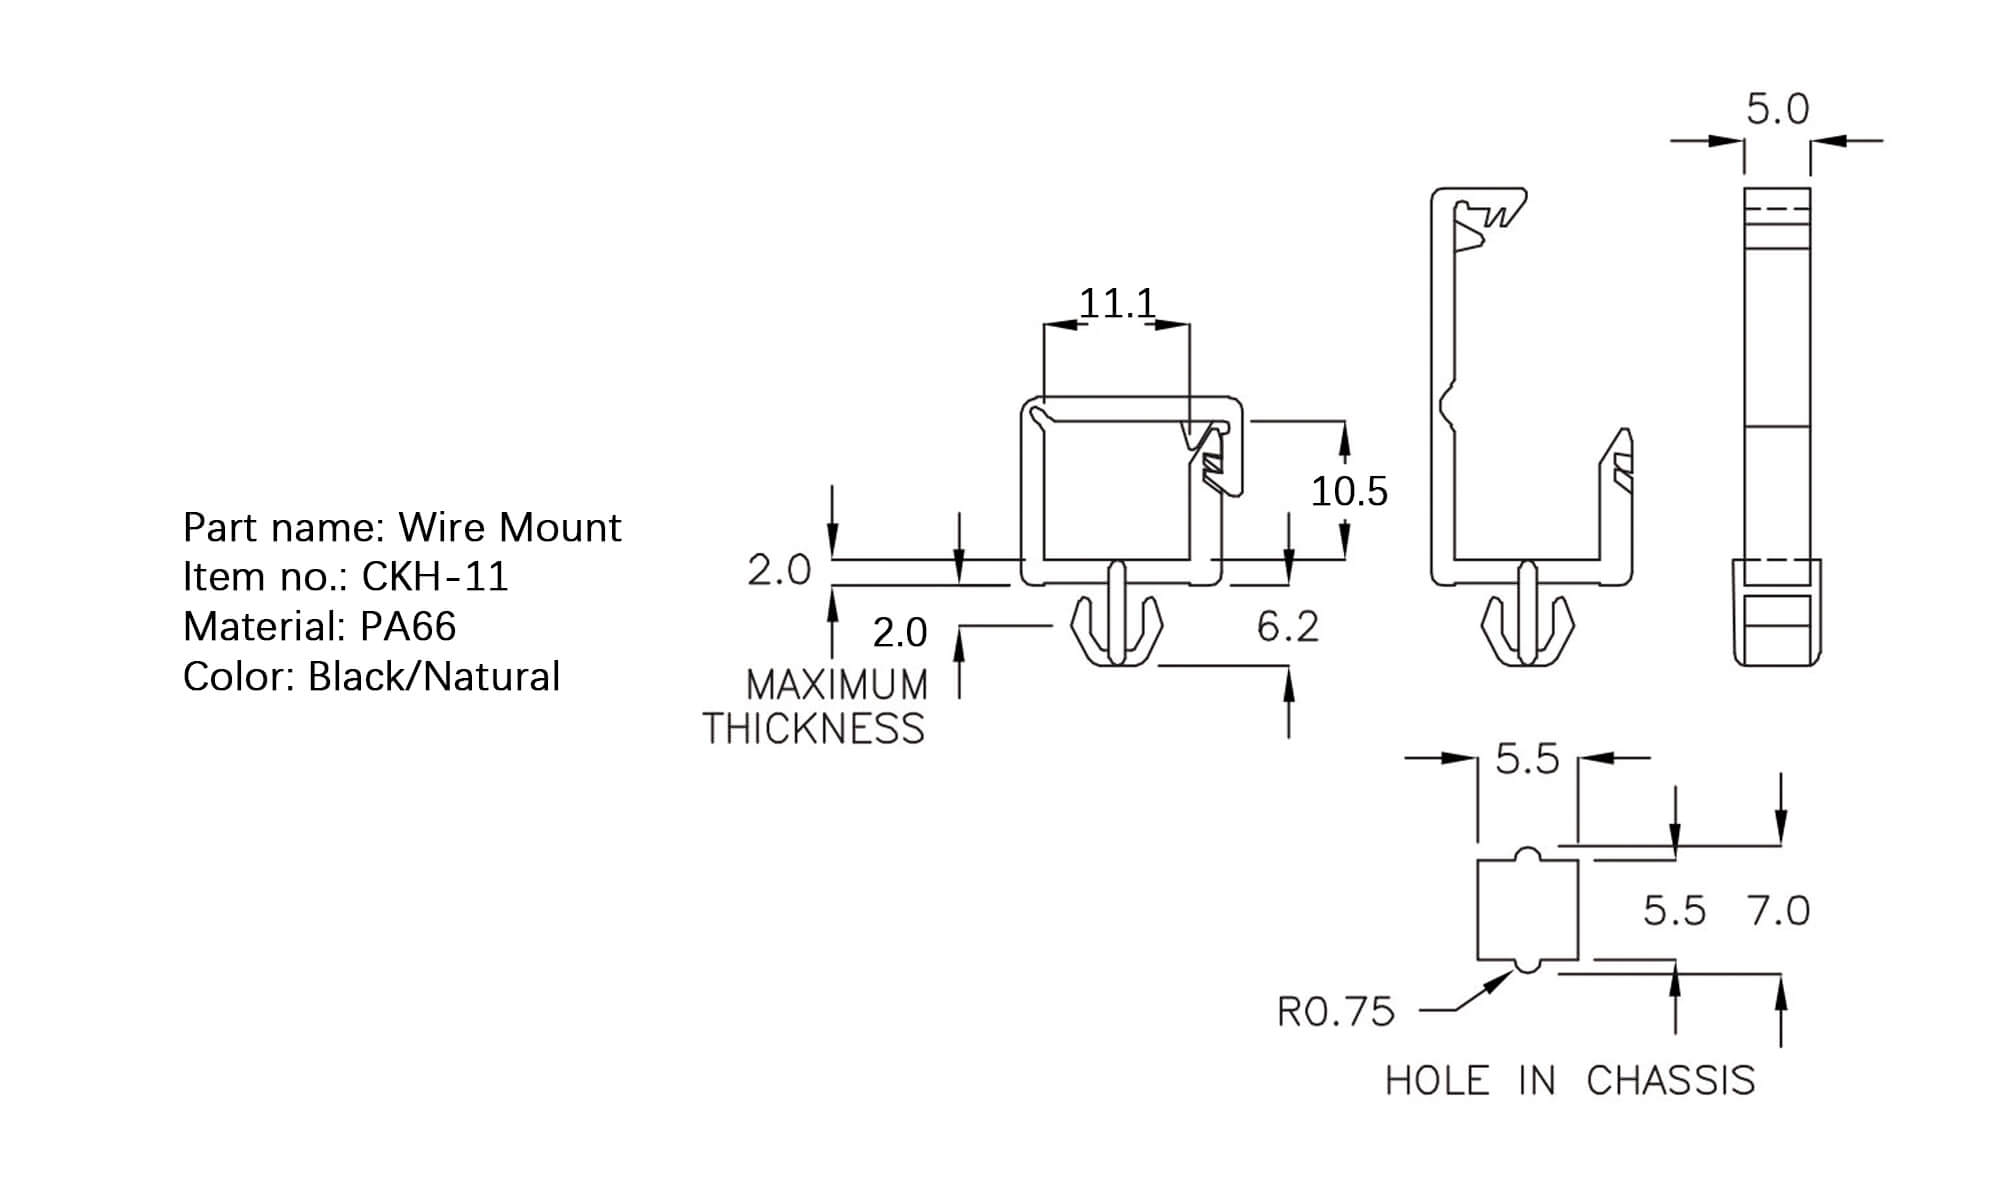 5.0
11.1
10.5
Part name: Wire Mount
Item no.: CKH-11
Material: PA66
Color: Black/Natural
2.0
2.0
MAXIMUM
THICKNESS
6.2
5.5
5.5 7.0
R0.75
HOLE IN CHASSIS